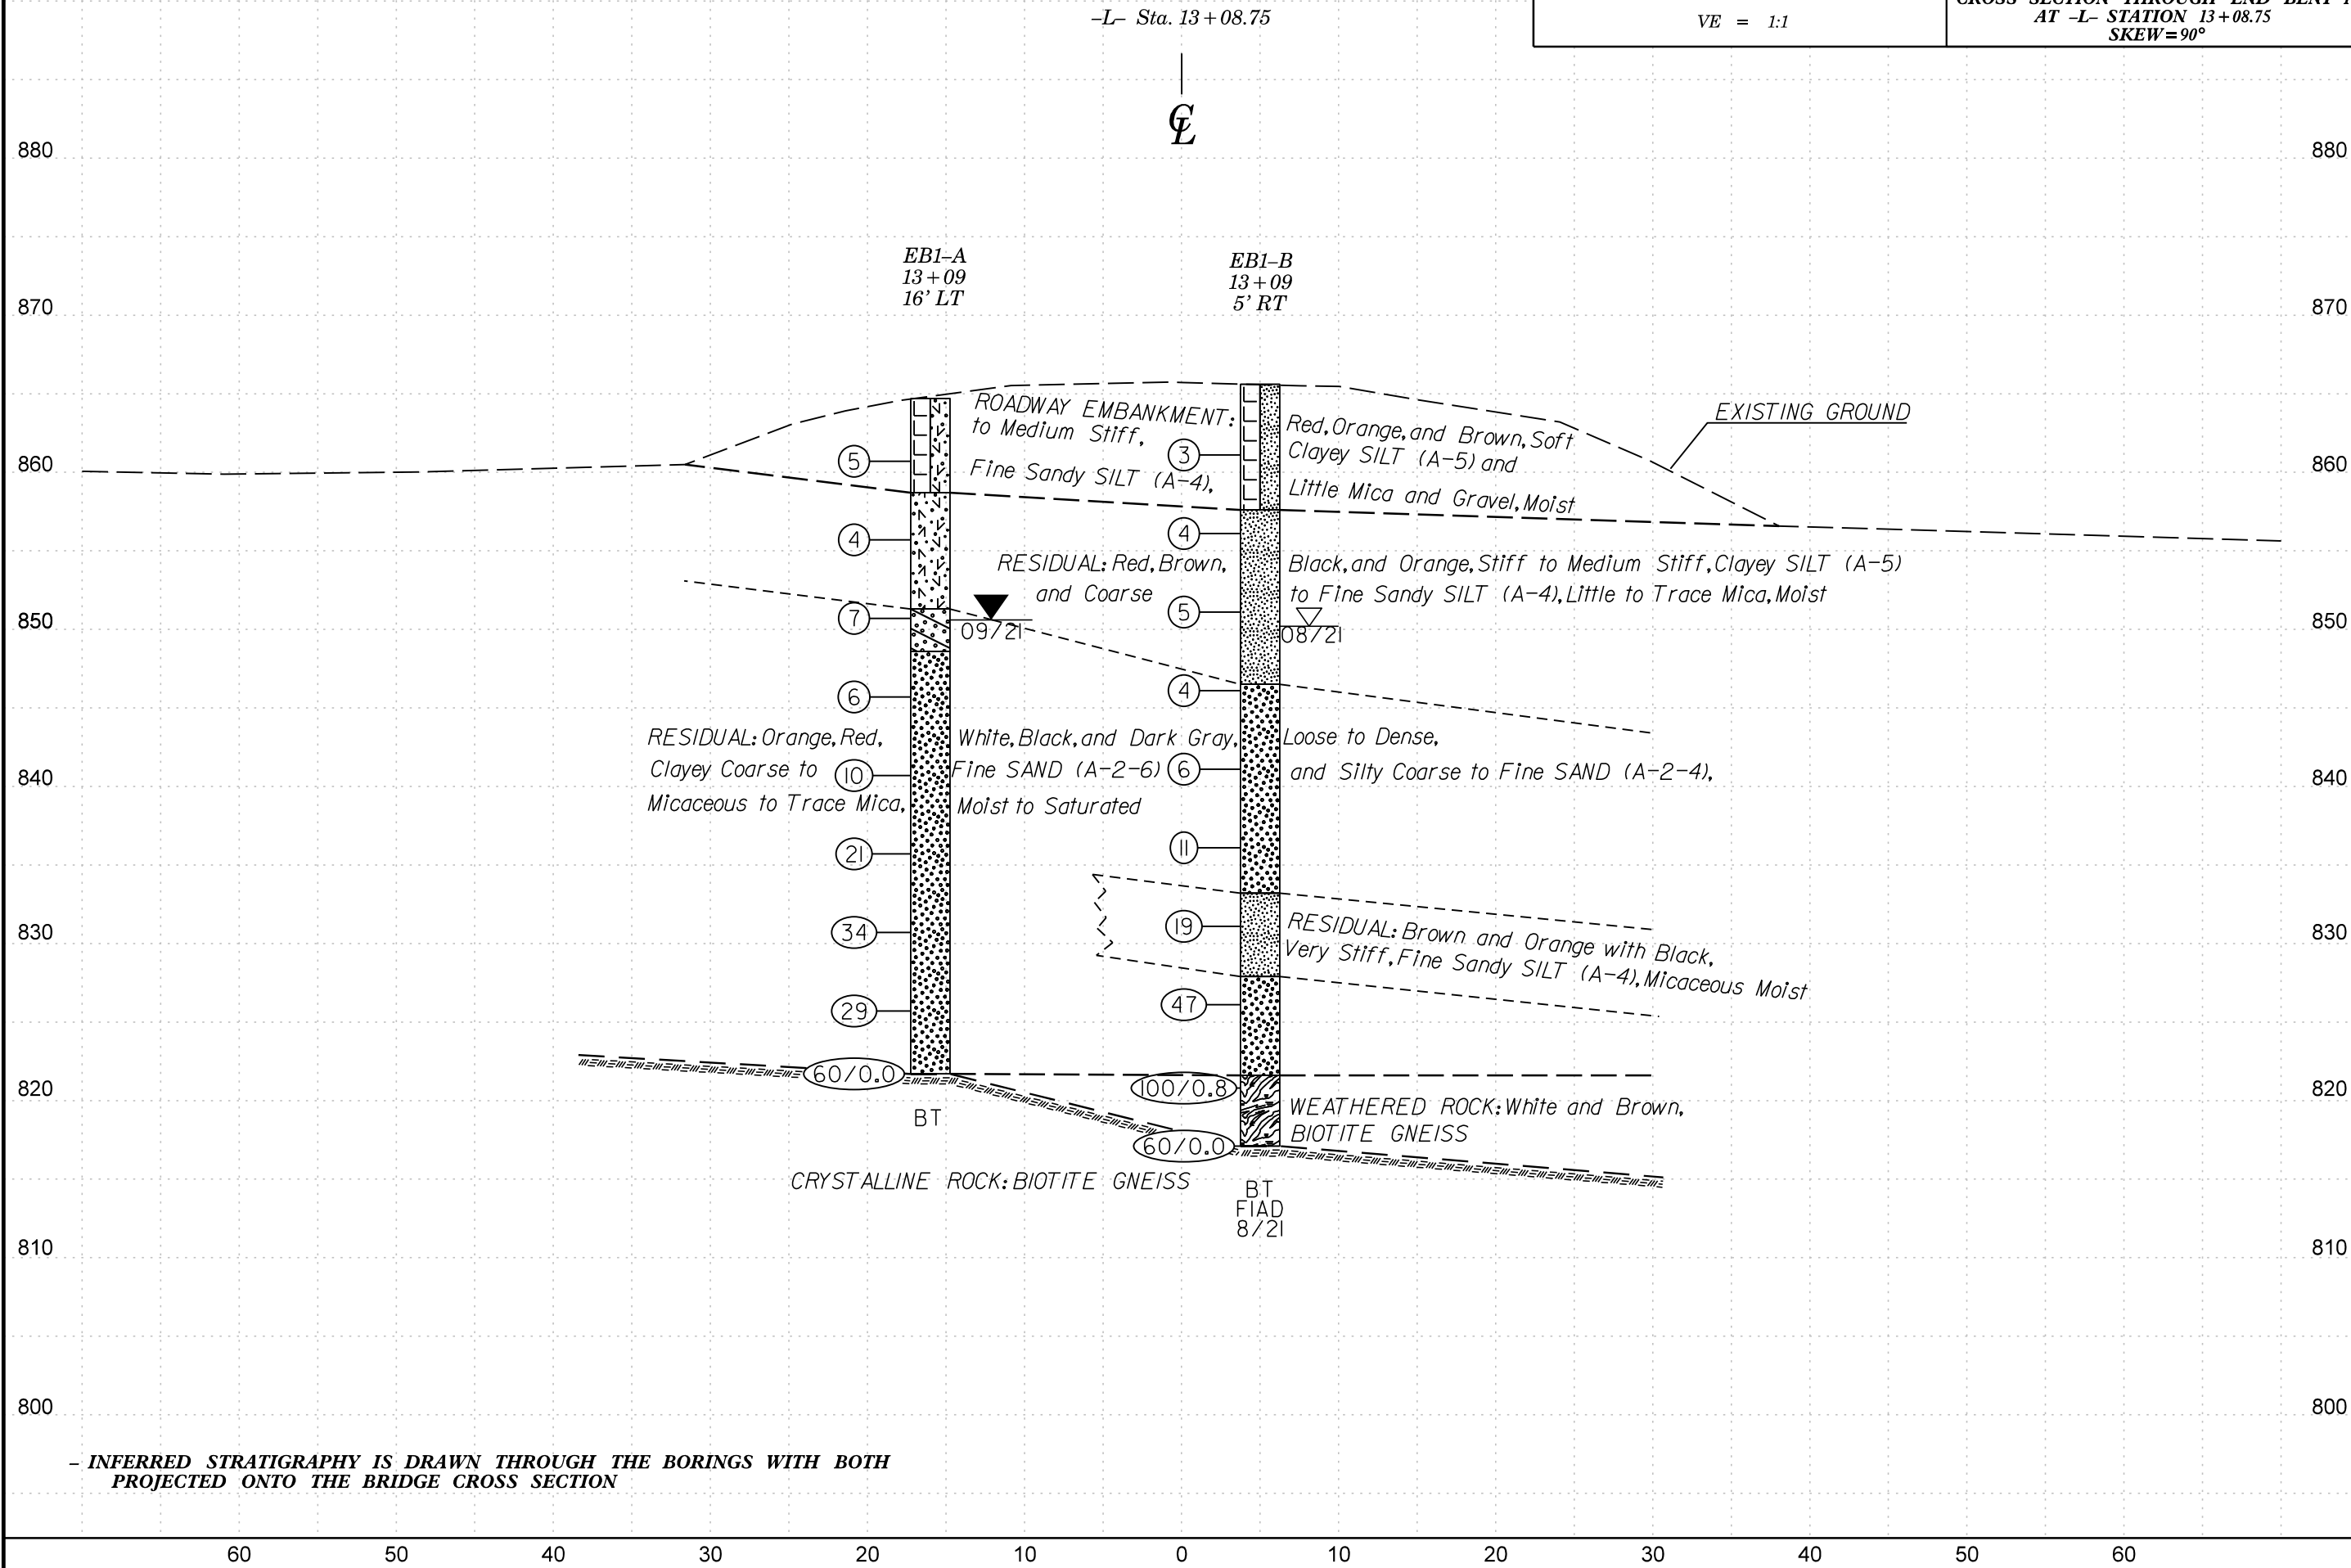 –L– Sta. 13+08.75
VE = 1:1
CROSS SECTION THROUGH END BENT
AT –L– STATION 13+08.75
SKEW=90°
℄
880 880
EB1–A
13+09
16' LT
EB1–B
13+09
5' RT
870 870
ROADWAY EMBANKMENT: Red, Orange, and Brown, Soft
to Medium Stiff, Clayey SILT (A-5) and
Fine Sandy SILT (A-4), Little Mica and Gravel, Moist
EXISTING GROUND
860 860
5 3
4 4
RESIDUAL: Red, Brown, Black, and Orange, Stiff to Medium Stiff, Clayey SILT (A-5)
and Coarse to Fine Sandy SILT (A-4), Little to Trace Mica, Moist
850 850
7 5
09/21 08/21
6 4
RESIDUAL: Orange, Red, White, Black, and Dark Gray, Loose to Dense,
Clayey Coarse to Fine SAND (A-2-6) and Silty Coarse to Fine SAND (A-2-4),
Micaceous to Trace Mica, Moist to Saturated
840 840
10 6
21 11
830 830
34 19
RESIDUAL: Brown and Orange with Black,
Very Stiff, Fine Sandy SILT (A-4), Micaceous Moist
29 47
820 820
60/0.0 100/0.8
BT
WEATHERED ROCK: White and Brown,
BIOTITE GNEISS
60/0.0
CRYSTALLINE ROCK: BIOTITE GNEISS
BT
FIAD
8/21
810 810
800 800
– INFERRED STRATIGRAPHY IS DRAWN THROUGH THE BORINGS WITH BOTH
PROJECTED ONTO THE BRIDGE CROSS SECTION
60 50 40 30 20 10 0 10 20 30 40 50 60